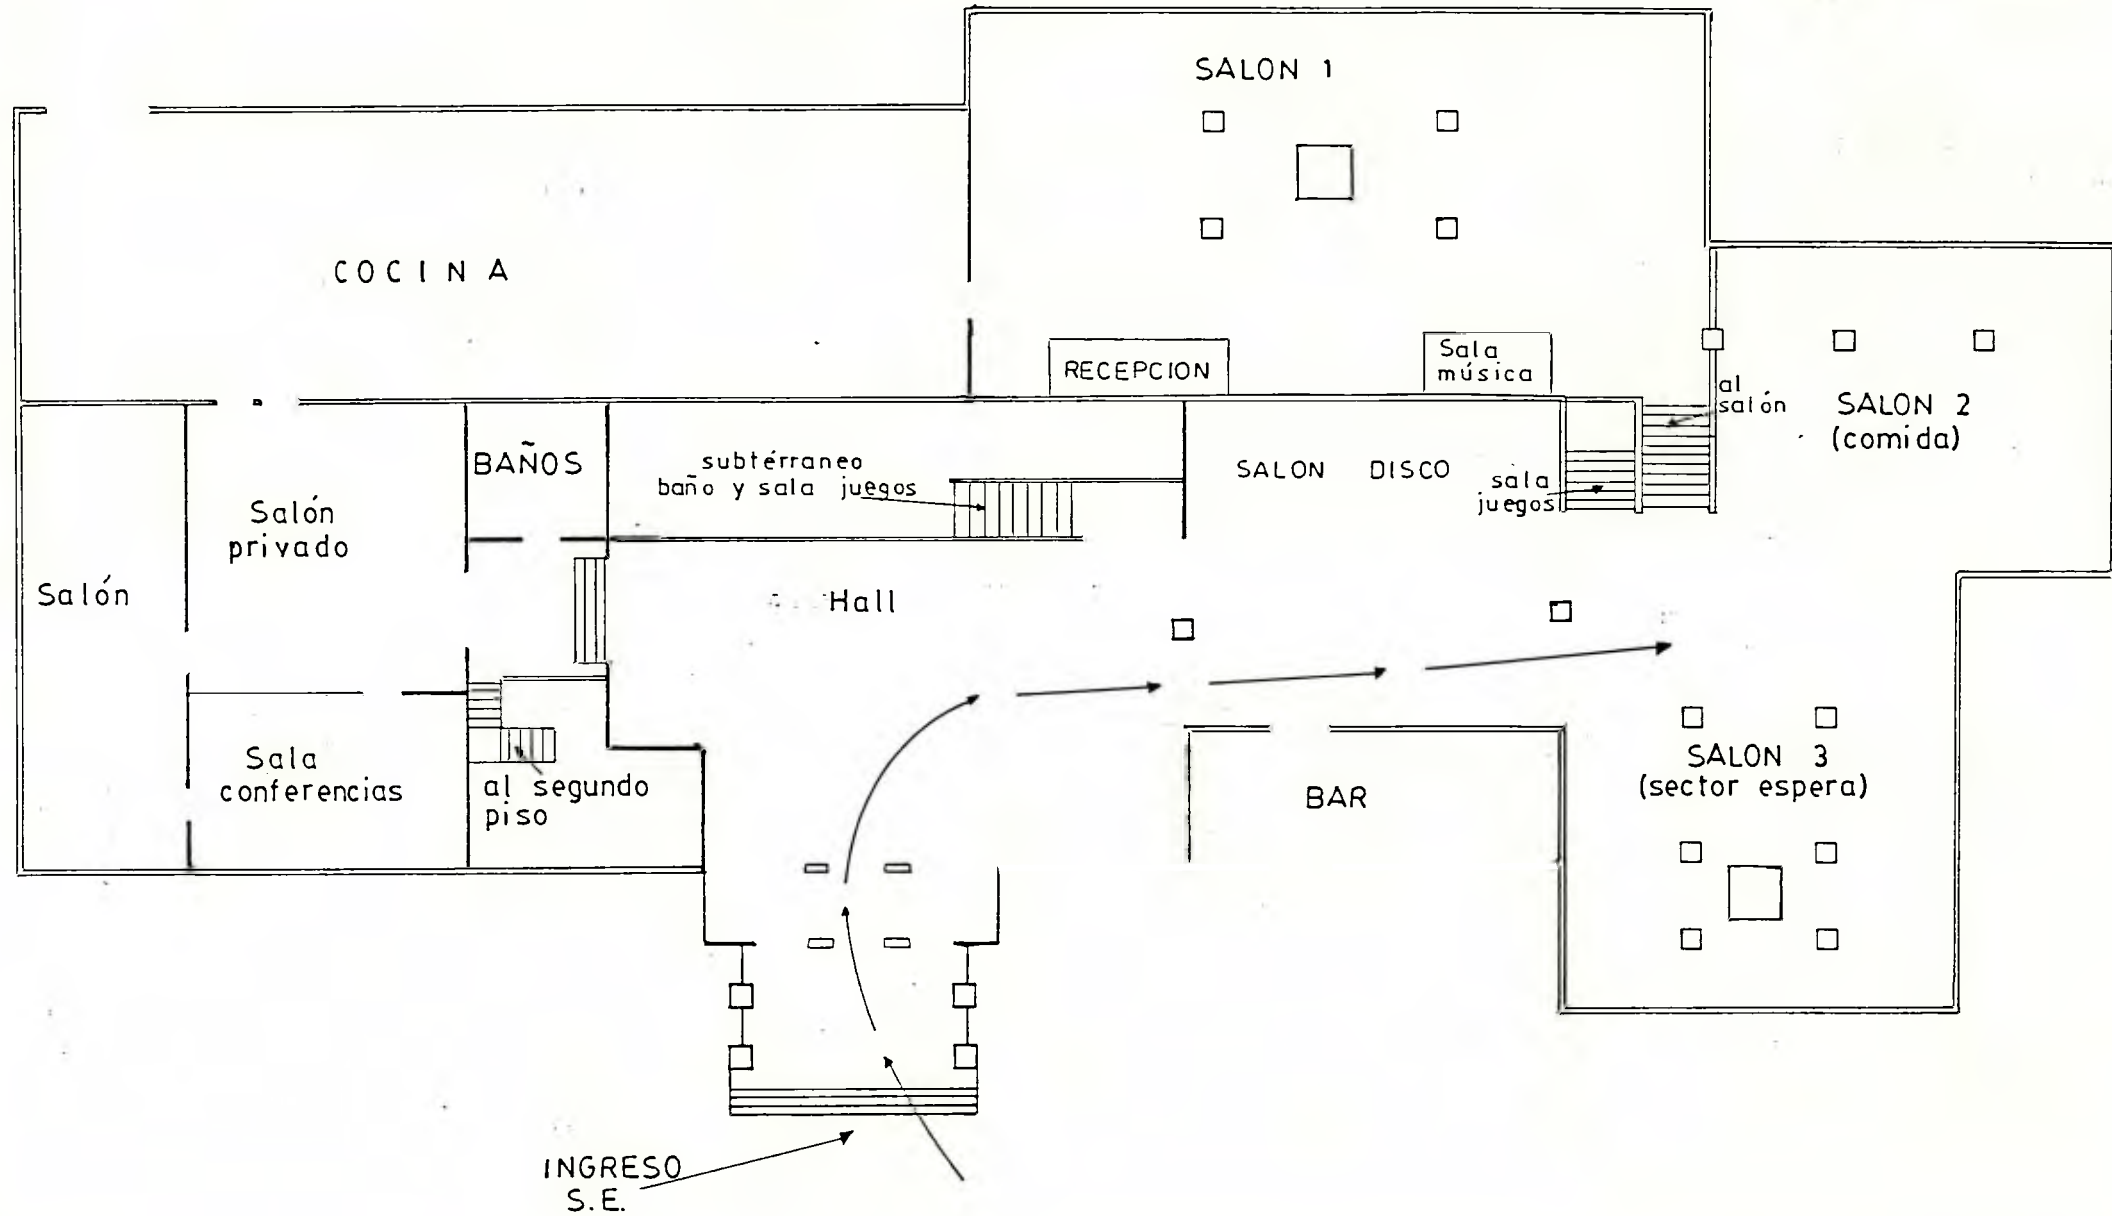 SALON 1
COCINA
RECEPCION
Sala
música
al
salón
SALON 2
(comida)
BAÑOS
subtérraneo
baño y sala juegos
SALON DISCO
sala
juegos
Salón
privado
Salón
Hall
Sala
conferencias
al segundo
piso
BAR
SALON 3
(sector espera)
INGRESO
S.E.